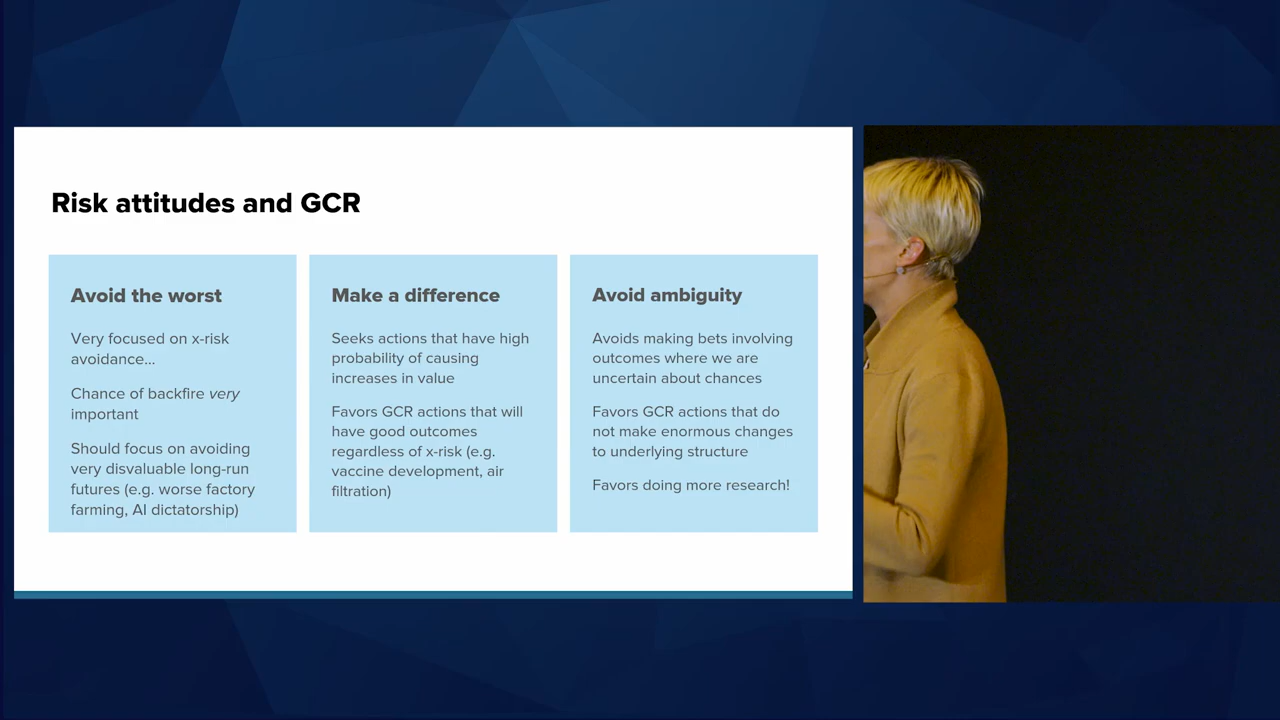 Risk attitudes and GCR
Avoid the worst
Very focused on x-risk
avoidance...
Chance of backfire very
important
Should focus on avoiding
very disvaluable long-run
futures (e.g. worse factory
farming, AI dictatorship)
Make a difference
Seeks actions that have high
probability of causing
increases in value
Favors GCR actions that will
have good outcomes
regardless of x-risk (e.g.
vaccine development, air
filtration)
Avoid ambiguity
Avoids making bets involving
outcomes where we are
uncertain about chances
Favors GCR actions that do
not make enormous changes
to underlying structure
Favors doing more research!